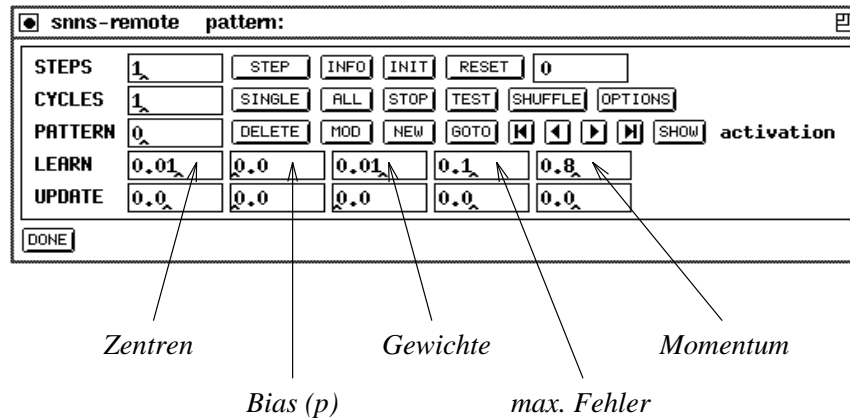 snns-remote pattern:
STEPS 1 STEP INFO INIT RESET 0
CYCLES 1 SINGLE ALL STOP TEST SHUFFLE OPTIONS
PATTERN 0 DELETE MOD NEW GOTO SHOW activation
LEARN 0.01 0.0 0.01 0.1 0.8
UPDATE 0.0 0.0 0.0 0.0 0.0
DONE
Zentren Gewichte Momentum
Bias (p) max. Fehler